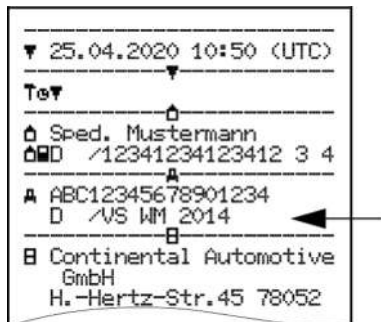 ▼ 25.04.2020 10:50 (UTC)
T▼
Sped. Mustermann
D /12341234123412 3 4
A ABC12345678901234
D /VS WM 2014
B Continental Automotive
GmbH
H.-Hertz-Str.45 78052